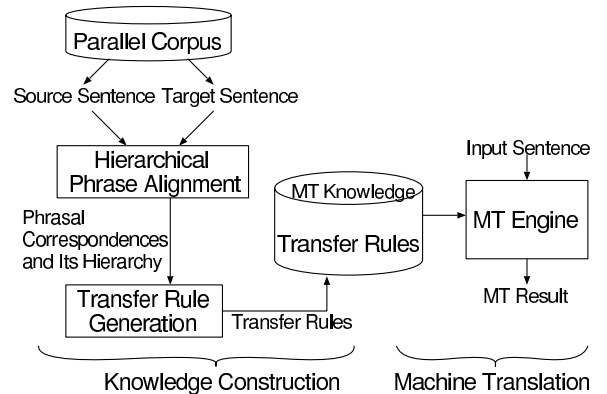 Parallel Corpus
Source Sentence Target Sentence
Hierarchical
Phrase Alignment
Phrasal
Correspondences
and Its Hierarchy
Transfer Rule
Generation
Transfer Rules
MT Knowledge
Transfer Rules
Input Sentence
MT Engine
MT Result
Knowledge Construction
Machine Translation